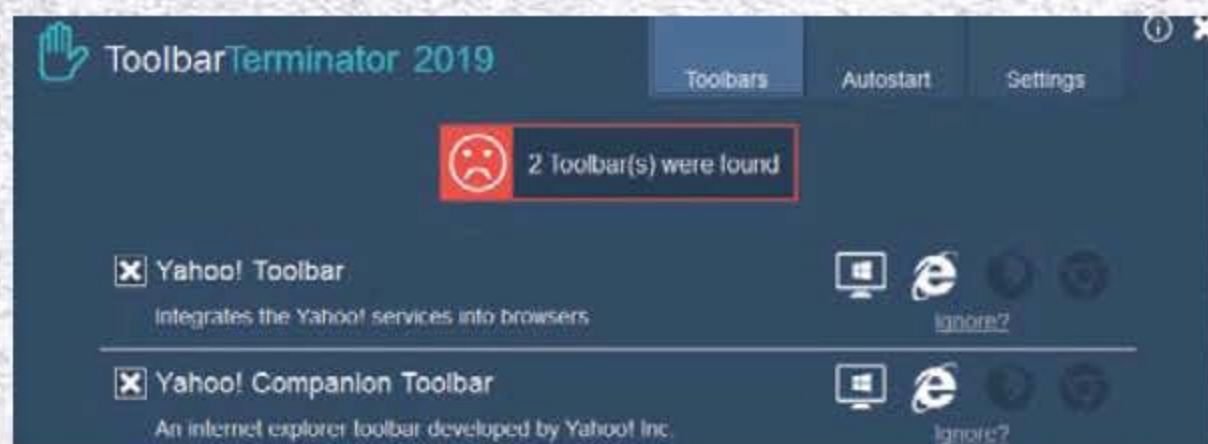 ToolbarTerminator 2019
Toolbars
Autostart
Settings
2 Toolbar(s) were found
Yahoo! Toolbar
Integrates the Yahoo! services into browsers
Ignore?
Yahoo! Companion Toolbar
An internet explorer toolbar developed by Yahoo! Inc.
Ignore?